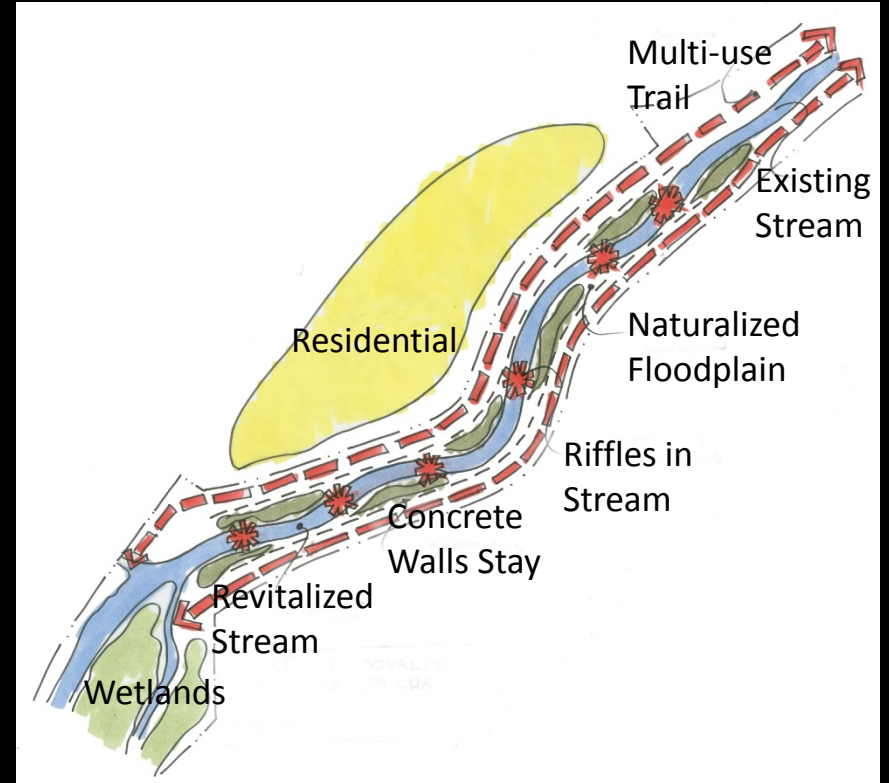 Multi-use
Trail
Existing
Stream
Residential
Naturalized
Floodplain
Riffles in
Stream
Concrete
Walls Stay
Revitalized
Stream
Wetlands